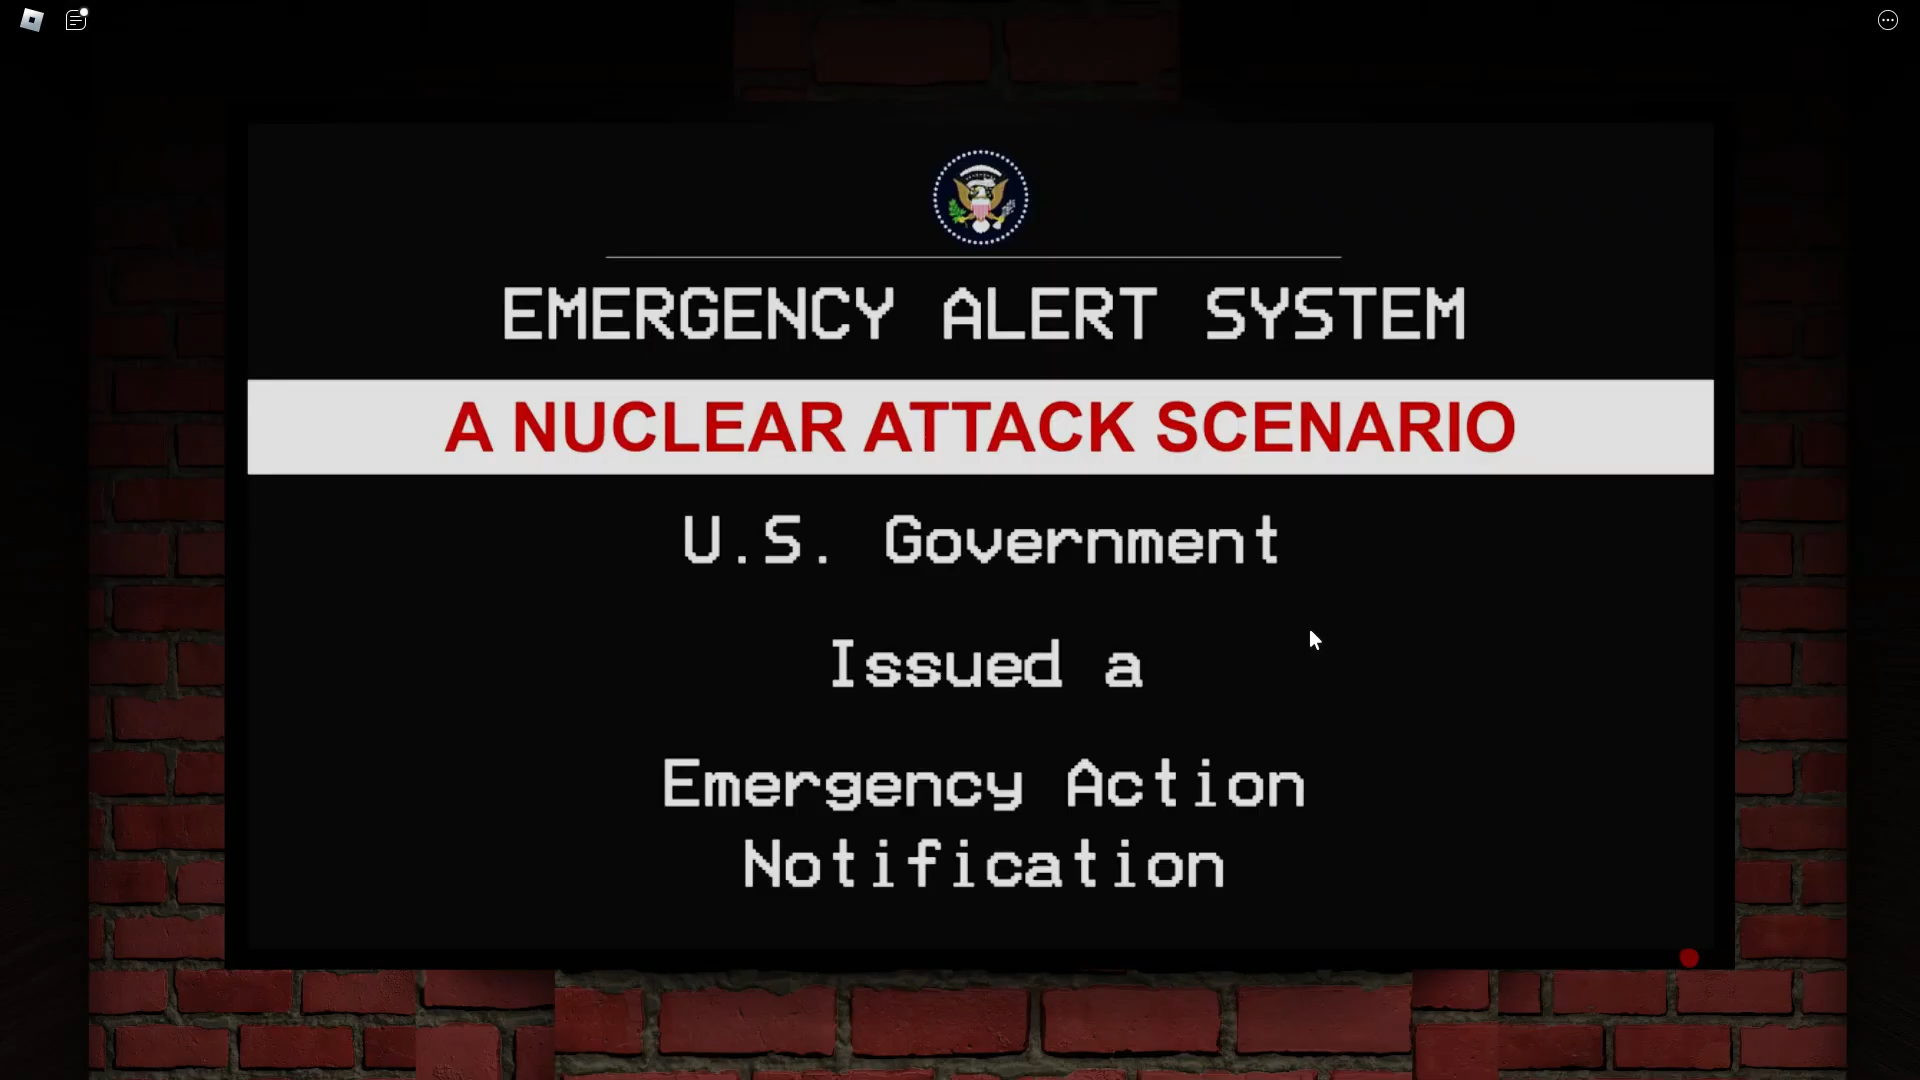 EMERGENCY ALERT SYSTEM
A NUCLEAR ATTACK SCENARIO
U.S. Government
Issued a
Emergency Action
Notification